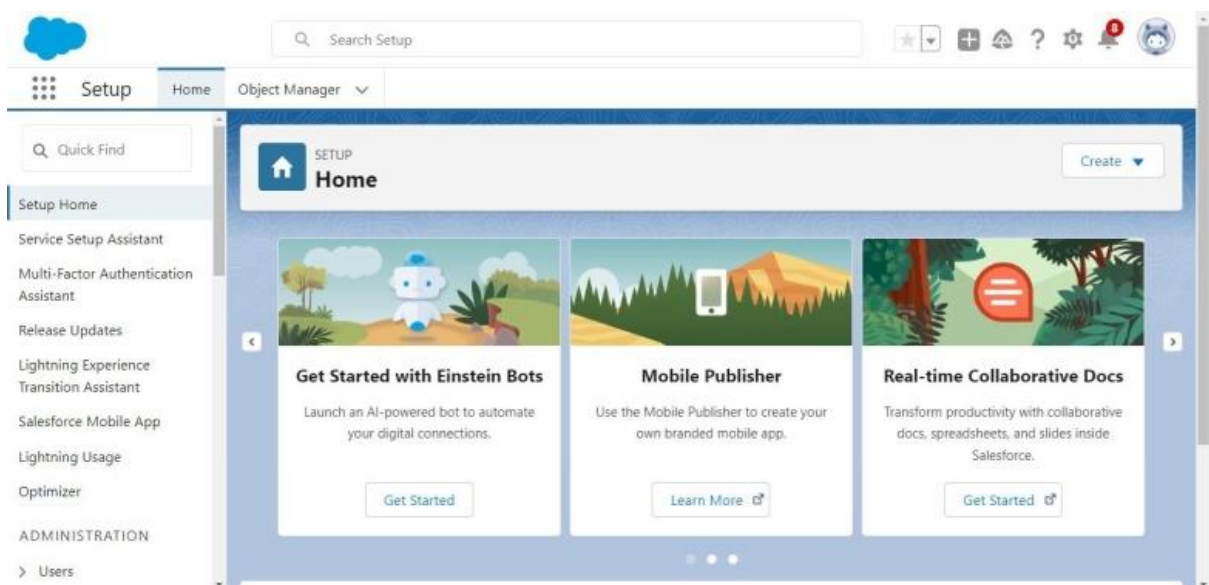 Search Setup
8
Setup
Home
Object Manager
Quick Find
Setup Home
Service Setup Assistant
Multi-Factor Authentication
Assistant
Release Updates
Lightning Experience
Transition Assistant
Salesforce Mobile App
Lightning Usage
Optimizer
ADMINISTRATION
Users
SETUP
Home
Create
Get Started with Einstein Bots
Launch an AI-powered bot to automate
your digital connections.
Get Started
Mobile Publisher
Use the Mobile Publisher to create your
own branded mobile app.
Learn More
Real-time Collaborative Docs
Transform productivity with collaborative
docs, spreadsheets, and slides inside
Salesforce.
Get Started